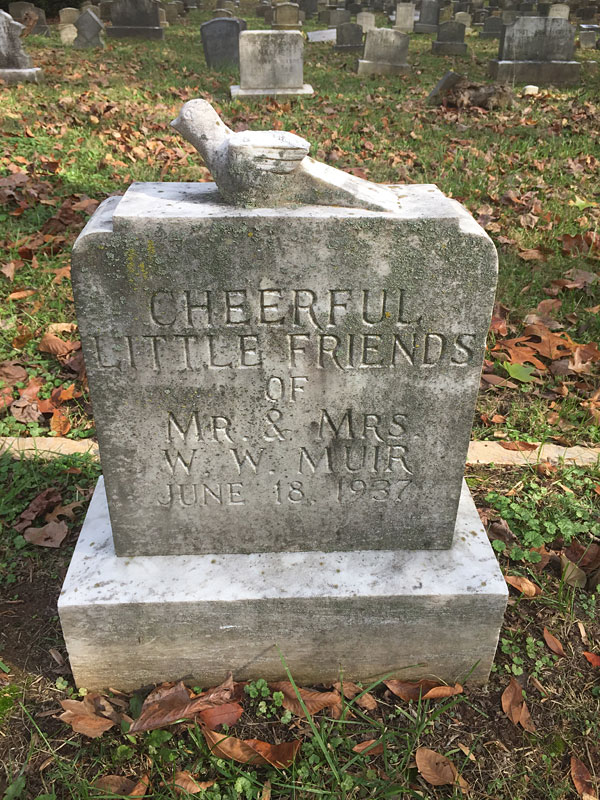 CHEERFUL
LITTLE FRIENDS
OF
MR. & MRS.
W. W. MUIR
JUNE 18, 1937